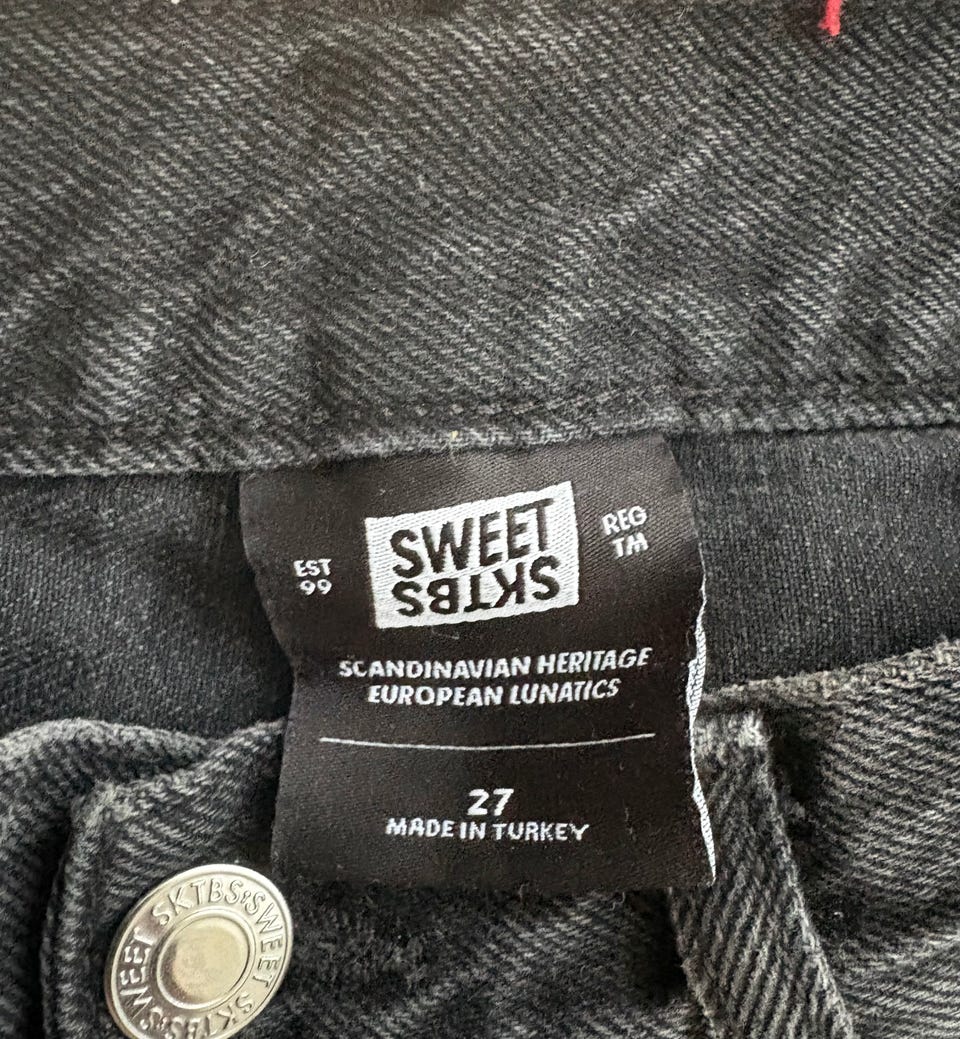 EST
99
SWEET
SKTBS
REG
TM
SCANDINAVIAN HERITAGE
EUROPEAN LUNATICS
27
MADE IN TURKEY
SKTBS&SWEET SKTBS&SWEET